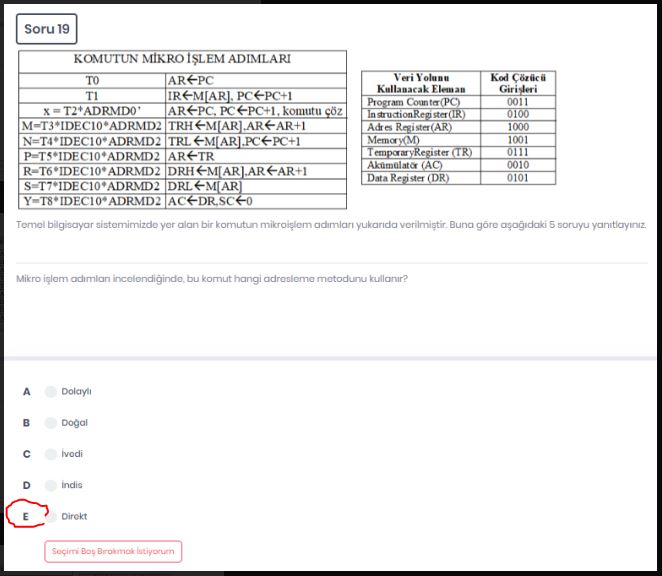 Soru 19
KOMUTUN MİKRO İŞLEM ADIMLARI
T0 AR←PC
T1 IR←M[AR], PC←PC+1
x = T2*ADRMD0' AR←PC, PC←PC+1, komutu çöz
M=T3*IDEC10*ADRMD2 TRH←M[AR],AR←AR+1
N=T4*IDEC10*ADRMD2 TRL←M[AR],PC←PC+1
P=T5*IDEC10*ADRMD2 AR←TR
R=T6*IDEC10*ADRMD2 DRH←M[AR],AR←AR+1
S=T7*IDEC10*ADRMD2 DRL←M[AR]
Y=T8*IDEC10*ADRMD2 AC←DR,SC←0
Veri Yolunu Kod Çözücü
Kullanacak Eleman Girişleri
Program Counter(PC) 0011
InstructionRegister(IR) 0100
Adres Register(AR) 1000
Memory(M) 1001
TemporaryRegister (TR) 0111
Akümülatör (AC) 0010
Data Register (DR) 0101
Temel bilgisayar sistemimizde yer alan bir komutun mikroişlem adımları yukarıda verilmiştir. Buna göre aşağıdaki 5 soruyu yanıtlayınız.
Mikro işlem adımları incelendiğinde, bu komut hangi adresleme metodunu kullanır?
A Dolaylı
B Doğal
C İvedi
D İndis
E Direkt
Seçimi Boş Bırakmak İstiyorum